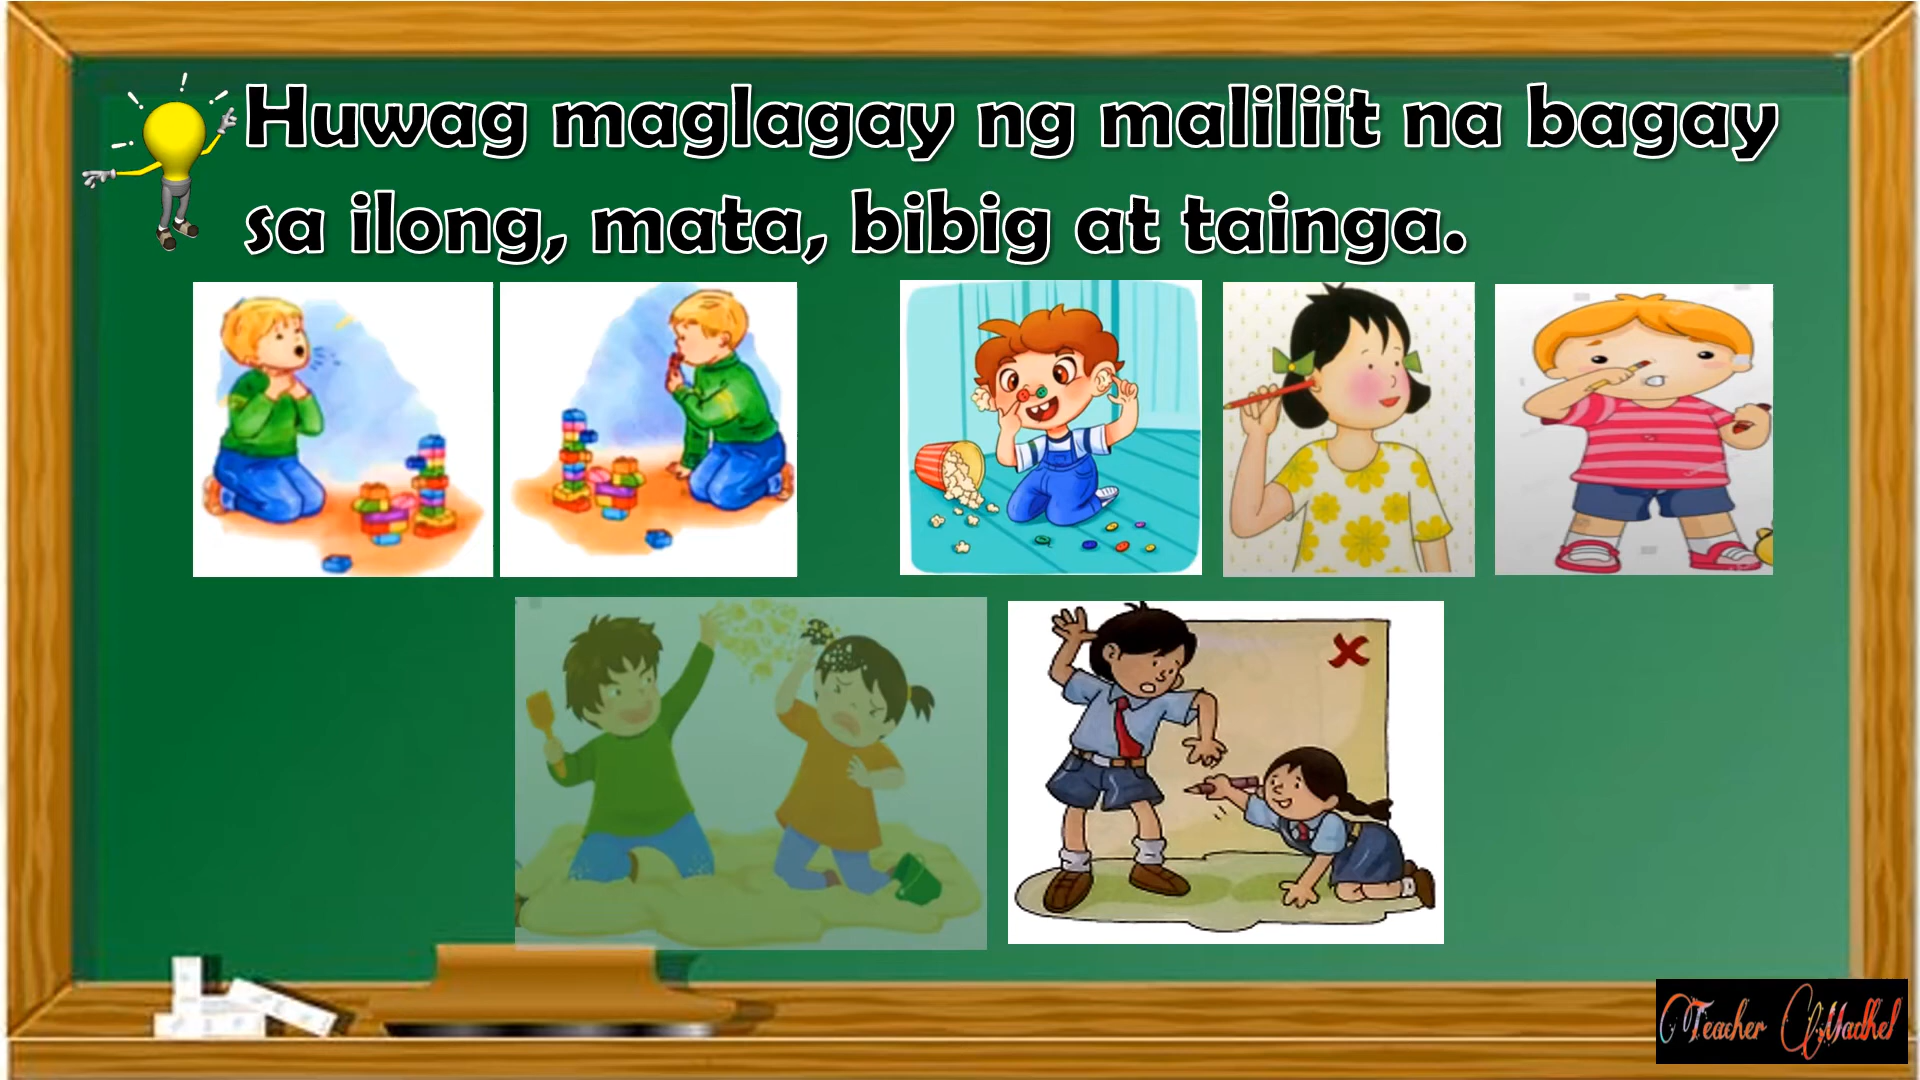 Huwag maglagay ng maliliit na bagay
sa ilong, mata, bibig at tainga.
Teacher Madhel